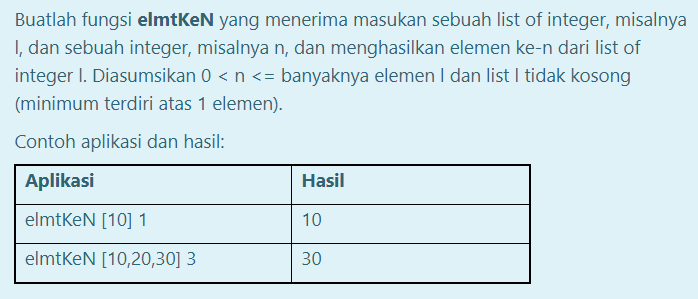 Buatlah fungsi elmtKeN yang menerima masukan sebuah list of integer, misalnya
l, dan sebuah integer, misalnya n, dan menghasilkan elemen ke-n dari list of
integer l. Diasumsikan 0 < n <= banyaknya elemen l dan list l tidak kosong
(minimum terdiri atas 1 elemen).
Contoh aplikasi dan hasil:
Aplikasi Hasil
elmtKeN [10] 1 10
elmtKeN [10,20,30] 3 30